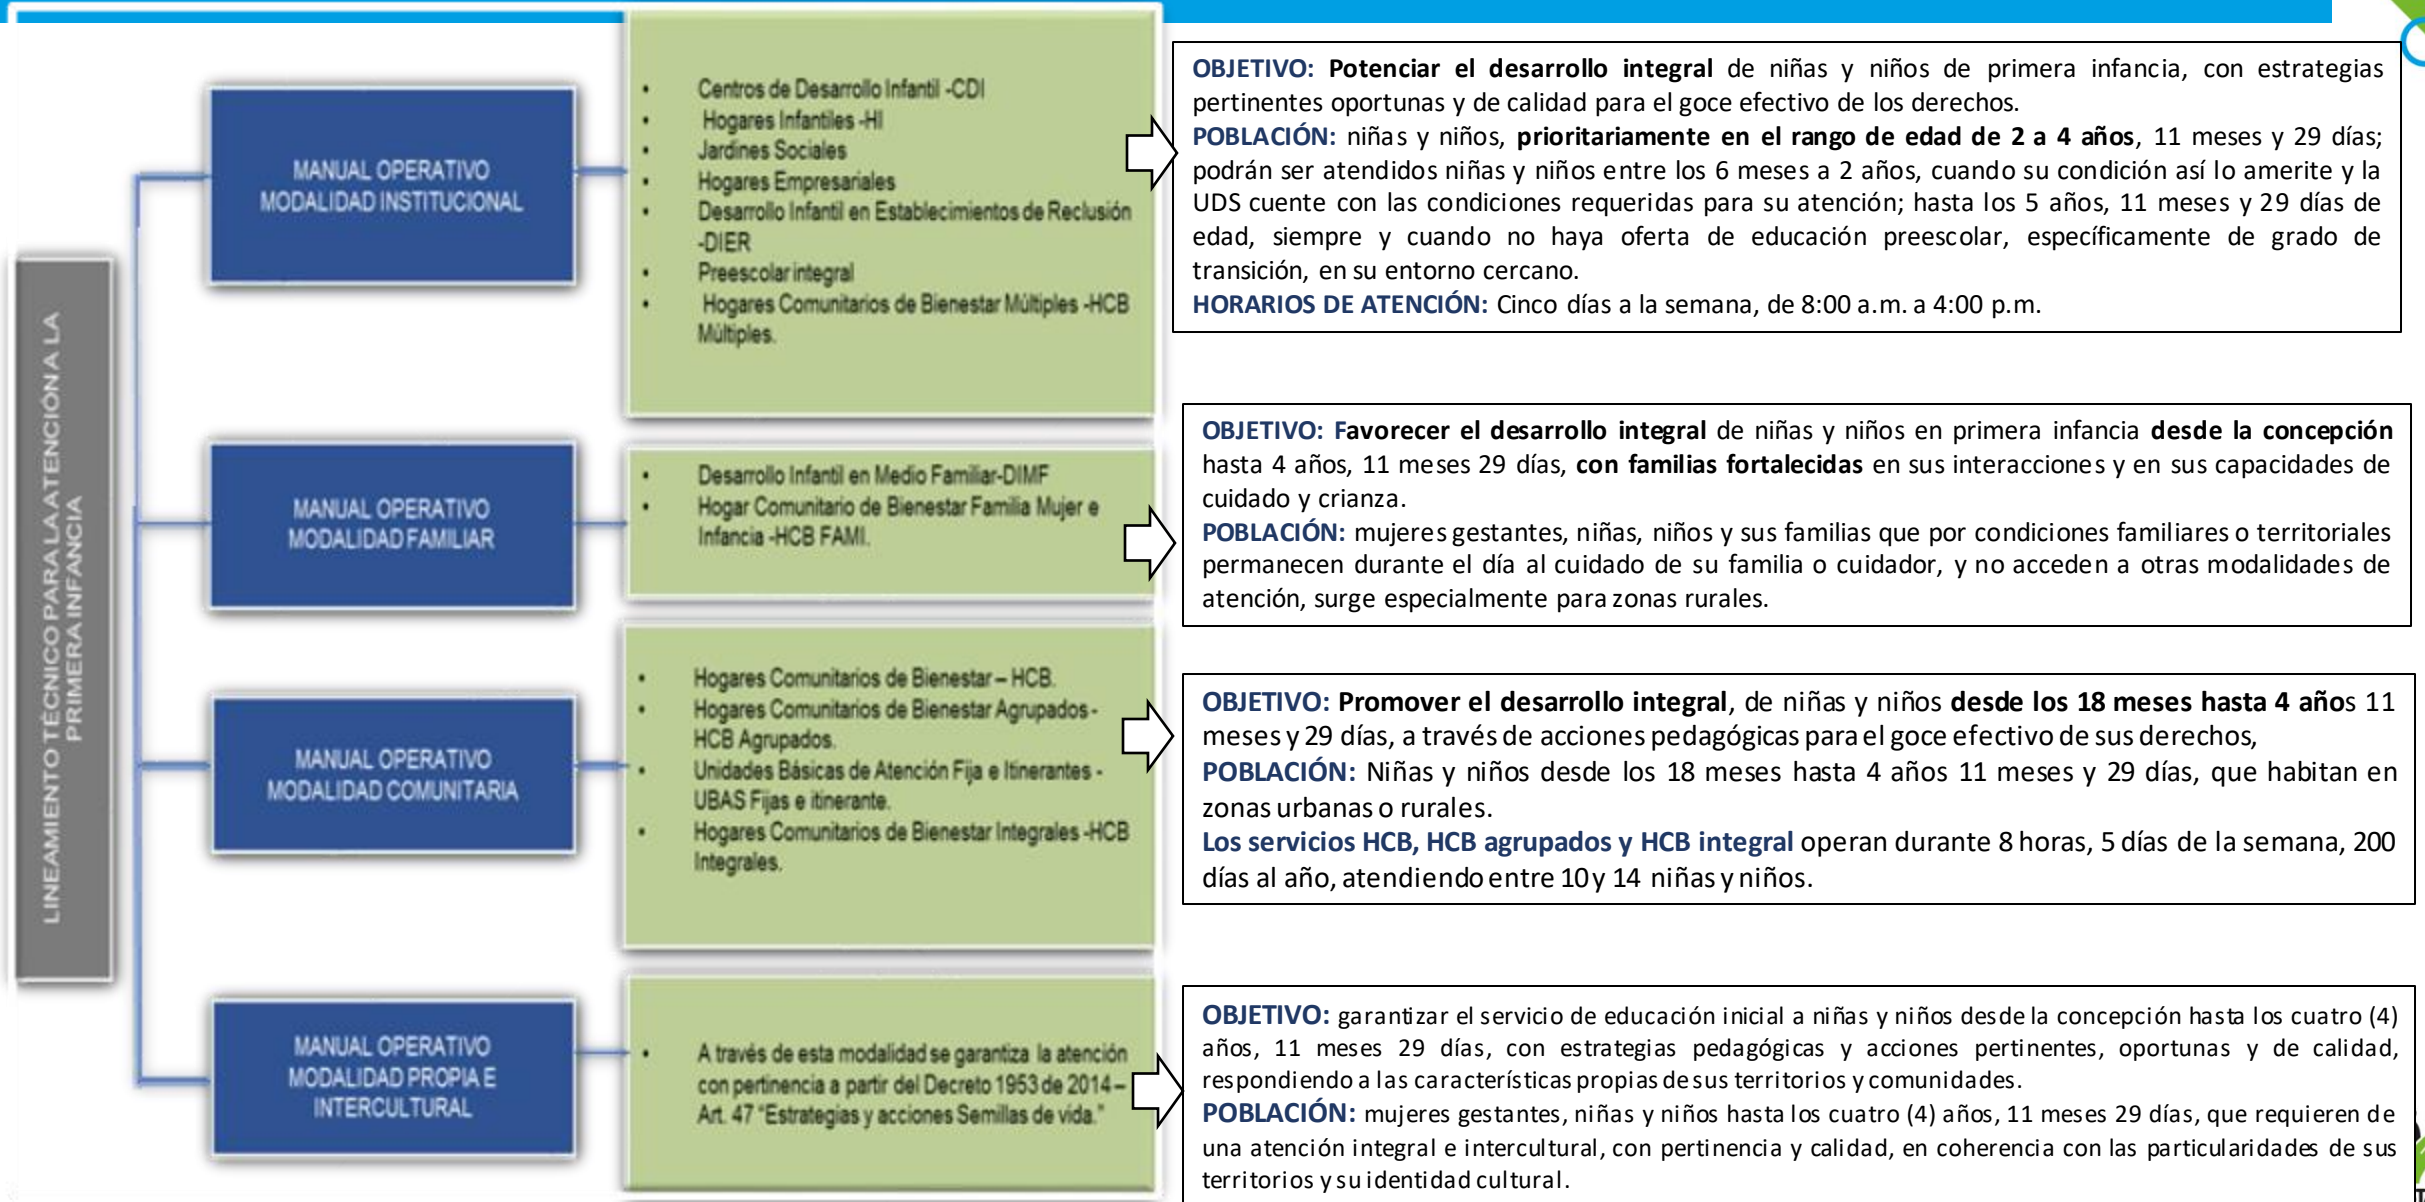 LINEAMIENTO TÉCNICO PARA LA ATENCIÓN A LA
PRIMERA INFANCIA
MANUAL OPERATIVO
MODALIDAD INSTITUCIONAL
• Centros de Desarrollo Infantil -CDI
• Hogares Infantiles -HI
• Jardines Sociales
• Hogares Empresariales
• Desarrollo Infantil en Establecimientos de Reclusión
-DIER
• Preescolar integral
• Hogares Comunitarios de Bienestar Múltiples -HCB
Múltiples.
OBJETIVO: Potenciar el desarrollo integral de niñas y niños de primera infancia, con estrategias
pertinentes oportunas y de calidad para el goce efectivo de los derechos.
POBLACIÓN: niñas y niños, prioritariamente en el rango de edad de 2 a 4 años, 11 meses y 29 días;
podrán ser atendidos niñas y niños entre los 6 meses a 2 años, cuando su condición así lo amerite y la
UDS cuente con las condiciones requeridas para su atención; hasta los 5 años, 11 meses y 29 días de
edad, siempre y cuando no haya oferta de educación preescolar, específicamente de grado de
transición, en su entorno cercano.
HORARIOS DE ATENCIÓN: Cinco días a la semana, de 8:00 a.m. a 4:00 p.m.
MANUAL OPERATIVO
MODALIDAD FAMILIAR
• Desarrollo Infantil en Medio Familiar-DIMF
• Hogar Comunitario de Bienestar Familia Mujer e
Infancia -HCB FAMI.
OBJETIVO: Favorecer el desarrollo integral de niñas y niños en primera infancia desde la concepción
hasta 4 años, 11 meses 29 días, con familias fortalecidas en sus interacciones y en sus capacidades de
cuidado y crianza.
POBLACIÓN: mujeres gestantes, niñas, niños y sus familias que por condiciones familiares o territoriales
permanecen durante el día al cuidado de su familia o cuidador, y no acceden a otras modalidades de
atención, surge especialmente para zonas rurales.
MANUAL OPERATIVO
MODALIDAD COMUNITARIA
• Hogares Comunitarios de Bienestar – HCB.
• Hogares Comunitarios de Bienestar Agrupados -
HCB Agrupados.
• Unidades Básicas de Atención Fija e Itinerantes -
UBAS Fijas e itinerante.
• Hogares Comunitarios de Bienestar Integrales -HCB
Integrales.
OBJETIVO: Promover el desarrollo integral, de niñas y niños desde los 18 meses hasta 4 años 11
meses y 29 días, a través de acciones pedagógicas para el goce efectivo de sus derechos,
POBLACIÓN: Niñas y niños desde los 18 meses hasta 4 años 11 meses y 29 días, que habitan en
zonas urbanas o rurales.
Los servicios HCB, HCB agrupados y HCB integral operan durante 8 horas, 5 días de la semana, 200
días al año, atendiendo entre 10 y 14 niñas y niños.
MANUAL OPERATIVO
MODALIDAD PROPIA E
INTERCULTURAL
• A través de esta modalidad se garantiza la atención
con pertinencia a partir del Decreto 1953 de 2014 –
Art. 47 “Estrategias y acciones Semillas de vida.”
OBJETIVO: garantizar el servicio de educación inicial a niñas y niños desde la concepción hasta los cuatro (4)
años, 11 meses 29 días, con estrategias pedagógicas y acciones pertinentes, oportunas y de calidad,
respondiendo a las características propias de sus territorios y comunidades.
POBLACIÓN: mujeres gestantes, niñas y niños hasta los cuatro (4) años, 11 meses 29 días, que requieren de
una atención integral e intercultural, con pertinencia y calidad, en coherencia con las particularidades de sus
territorios y su identidad cultural.